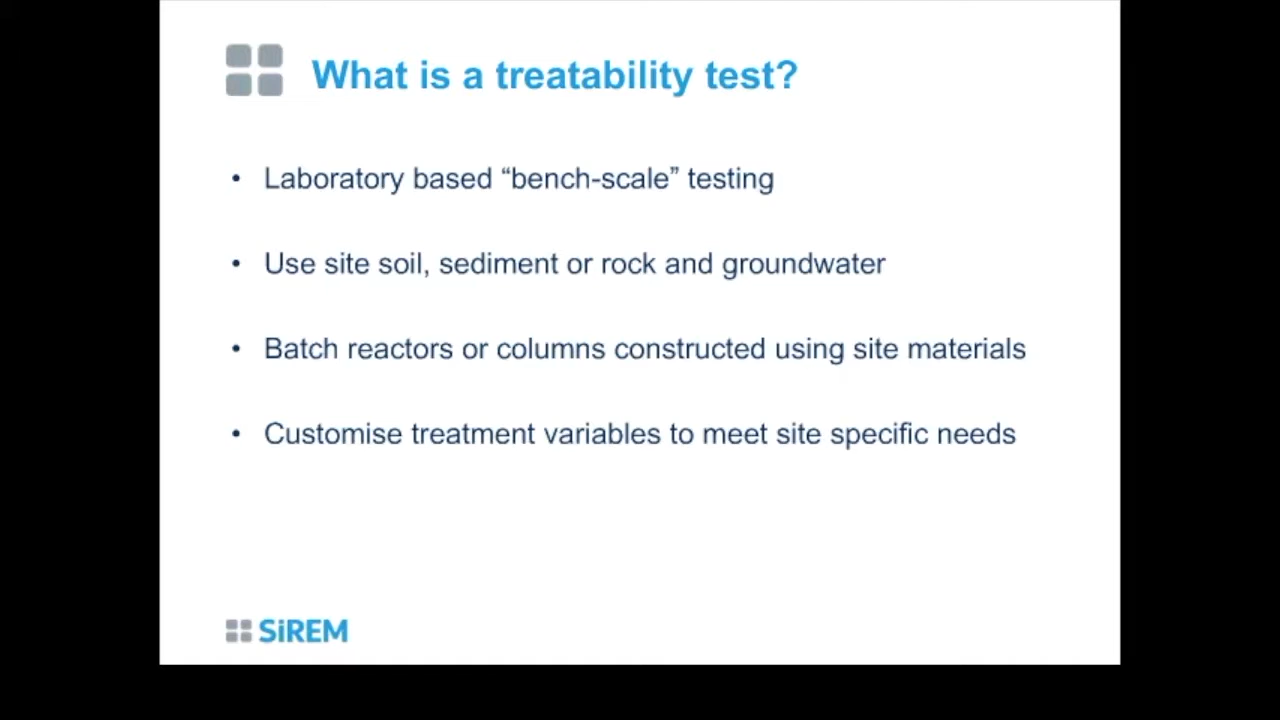 What is a treatability test?
• Laboratory based “bench-scale” testing
• Use site soil, sediment or rock and groundwater
• Batch reactors or columns constructed using site materials
• Customise treatment variables to meet site specific needs
SiREM